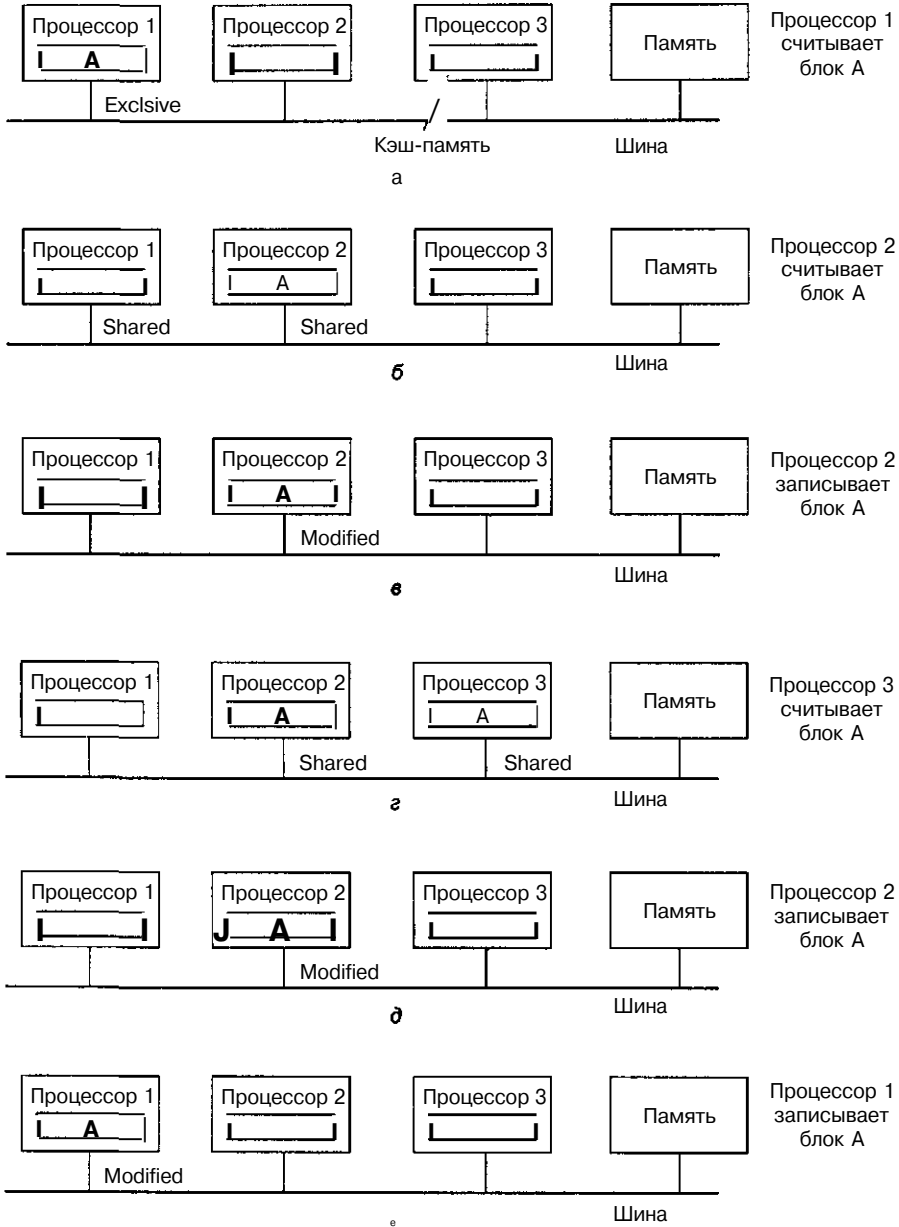 Процессор 1
A
Процессор 2
Процессор 3
Память
Процессор 1
считывает
блок А
Exclsive
Кэш-память
Шина
а
Процессор 1
Процессор 2
A
Процессор 3
Память
Процессор 2
считывает
блок А
Shared
Shared
Шина
б
Процессор 1
Процессор 2
A
Процессор 3
Память
Процессор 2
записывает
блок А
Modified
Шина
в
Процессор 1
Процессор 2
A
Процессор 3
A
Память
Процессор 3
считывает
блок А
Shared
Shared
Шина
г
Процессор 1
Процессор 2
A
Процессор 3
Память
Процессор 2
записывает
блок А
Modified
Шина
д
Процессор 1
A
Процессор 2
Процессор 3
Память
Процессор 1
записывает
блок А
Modified
Шина
е